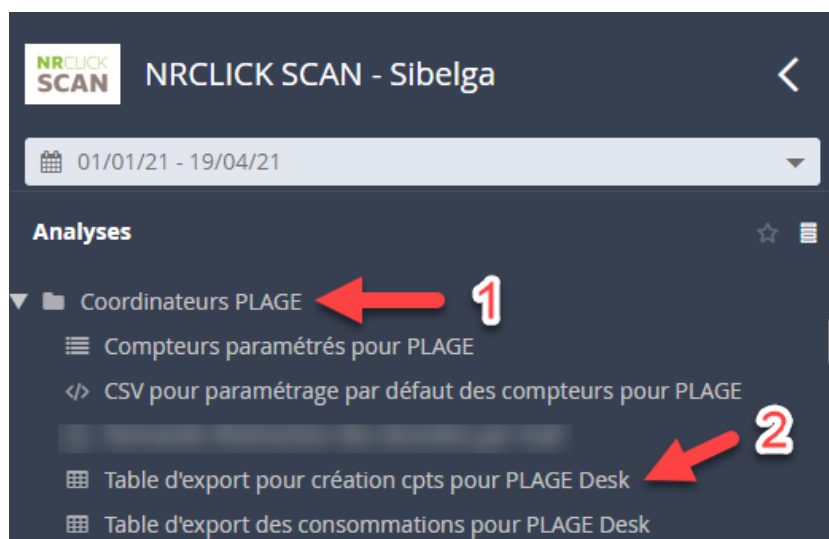 NRCLICK
SCAN
NRCLICK SCAN - Sibelga
01/01/21 - 19/04/21
Analyses
Coordinateurs PLAGE
1
Compteurs paramétrés pour PLAGE
CSV pour paramétrage par défaut des compteurs pour PLAGE
2
Table d'export pour création cpts pour PLAGE Desk
Table d'export des consommations pour PLAGE Desk